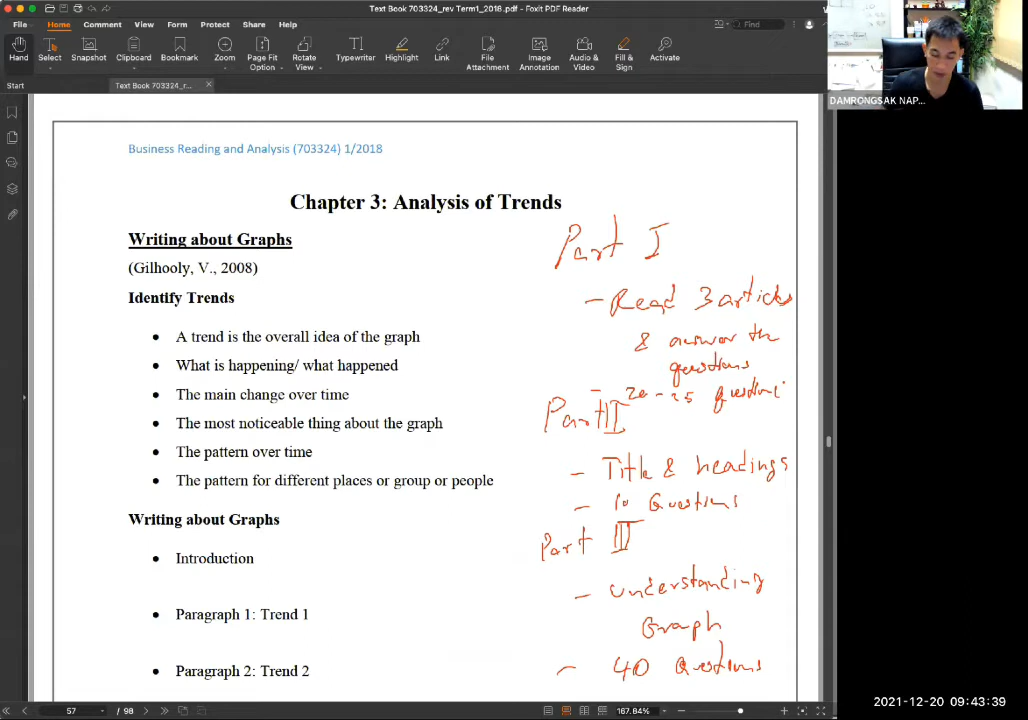 Text Book 703324_rev Term1_2018.pdf - Foxit PDF Reader
File Home Comment View Form Protect Share Help
Find
Hand Select Snapshot Clipboard Bookmark Zoom Page Fit Option Rotate View Typewriter Highlight Link File Attachment Image Annotation Audio & Video Fill & Sign Activate
Start Text Book 703324_r...
DAMRONGSAK NAP...
Business Reading and Analysis (703324) 1/2018
Chapter 3: Analysis of Trends
Writing about Graphs
(Gilhooly, V., 2008)
Identify Trends
• A trend is the overall idea of the graph
• What is happening/ what happened
• The main change over time
• The most noticeable thing about the graph
• The pattern over time
• The pattern for different places or group or people
Writing about Graphs
• Introduction
• Paragraph 1: Trend 1
• Paragraph 2: Trend 2
Part I
- Read 3 articles
& answer the
questions
20 - 25 questions
Part II
- Title & headings
- 10 Questions
Part III
- Understanding
Graph
- 40 Questions
57 / 98
167.84%
2021-12-20 09:43:39